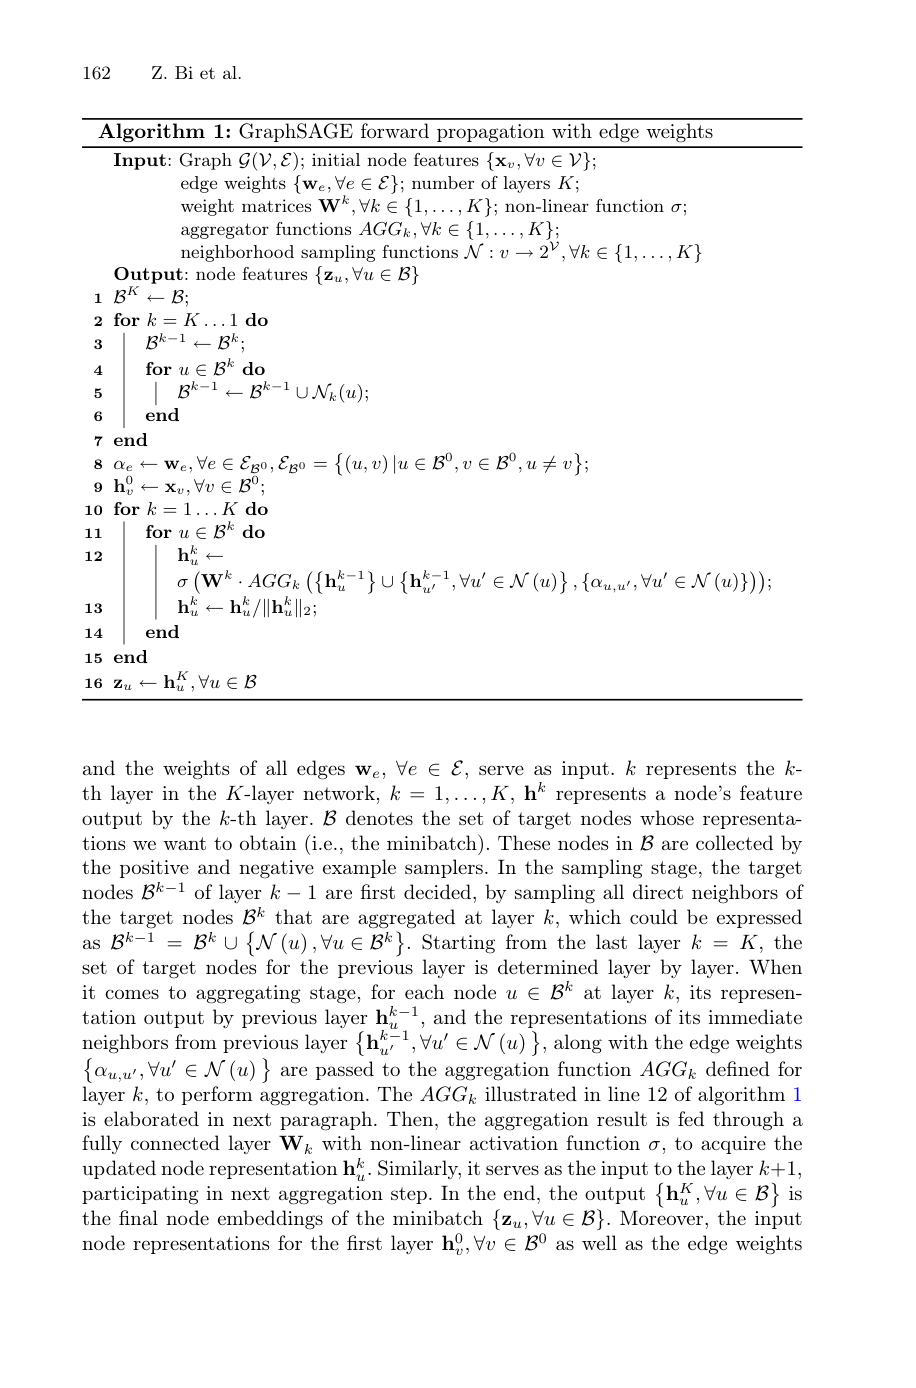 162 Z. Bi et al.
Algorithm 1: GraphSAGE forward propagation with edge weights
Input: Graph 𝒢(𝒱, ℰ); initial node features {x_v, ∀v ∈ 𝒱};
edge weights {w_e, ∀e ∈ ℰ}; number of layers K;
weight matrices W^k, ∀k ∈ {1, . . . , K}; non-linear function σ;
aggregator functions AGG_k, ∀k ∈ {1, . . . , K};
neighborhood sampling functions 𝒩 : v → 2^𝒱, ∀k ∈ {1, . . . , K}
Output: node features {z_u, ∀u ∈ ℬ}
1 ℬ^K ← ℬ;
2 for k = K . . . 1 do
3 ℬ^{k−1} ← ℬ^k;
4 for u ∈ ℬ^k do
5 ℬ^{k−1} ← ℬ^{k−1} ∪ 𝒩_k(u);
6 end
7 end
8 α_e ← w_e, ∀e ∈ ℰ_{ℬ^0}, ℰ_{ℬ^0} = {(u, v) |u ∈ ℬ^0, v ∈ ℬ^0, u ≠ v};
9 h_v^0 ← x_v, ∀v ∈ ℬ^0;
10 for k = 1 . . . K do
11 for u ∈ ℬ^k do
12 h_u^k ←
σ (W^k · AGG_k ({h_u^{k−1}} ∪ {h_{u′}^{k−1}, ∀u′ ∈ 𝒩 (u)} , {α_{u,u′}, ∀u′ ∈ 𝒩 (u)}));
13 h_u^k ← h_u^k/‖h_u^k‖_2;
14 end
15 end
16 z_u ← h_u^K, ∀u ∈ ℬ
and the weights of all edges w_e, ∀e ∈ ℰ, serve as input. k represents the k-
th layer in the K-layer network, k = 1, . . . , K, h^k represents a node's feature
output by the k-th layer. ℬ denotes the set of target nodes whose representa-
tions we want to obtain (i.e., the minibatch). These nodes in ℬ are collected by
the positive and negative example samplers. In the sampling stage, the target
nodes ℬ^{k−1} of layer k − 1 are first decided, by sampling all direct neighbors of
the target nodes ℬ^k that are aggregated at layer k, which could be expressed
as ℬ^{k−1} = ℬ^k ∪ {𝒩 (u) , ∀u ∈ ℬ^k}. Starting from the last layer k = K, the
set of target nodes for the previous layer is determined layer by layer. When
it comes to aggregating stage, for each node u ∈ ℬ^k at layer k, its represen-
tation output by previous layer h_u^{k−1}, and the representations of its immediate
neighbors from previous layer {h_{u′}^{k−1}, ∀u′ ∈ 𝒩 (u) }, along with the edge weights
{α_{u,u′}, ∀u′ ∈ 𝒩 (u) } are passed to the aggregation function AGG_k defined for
layer k, to perform aggregation. The AGG_k illustrated in line 12 of algorithm 1
is elaborated in next paragraph. Then, the aggregation result is fed through a
fully connected layer W_k with non-linear activation function σ, to acquire the
updated node representation h_u^k. Similarly, it serves as the input to the layer k+1,
participating in next aggregation step. In the end, the output {h_u^K, ∀u ∈ ℬ} is
the final node embeddings of the minibatch {z_u, ∀u ∈ ℬ}. Moreover, the input
node representations for the first layer h_v^0, ∀v ∈ ℬ^0 as well as the edge weights